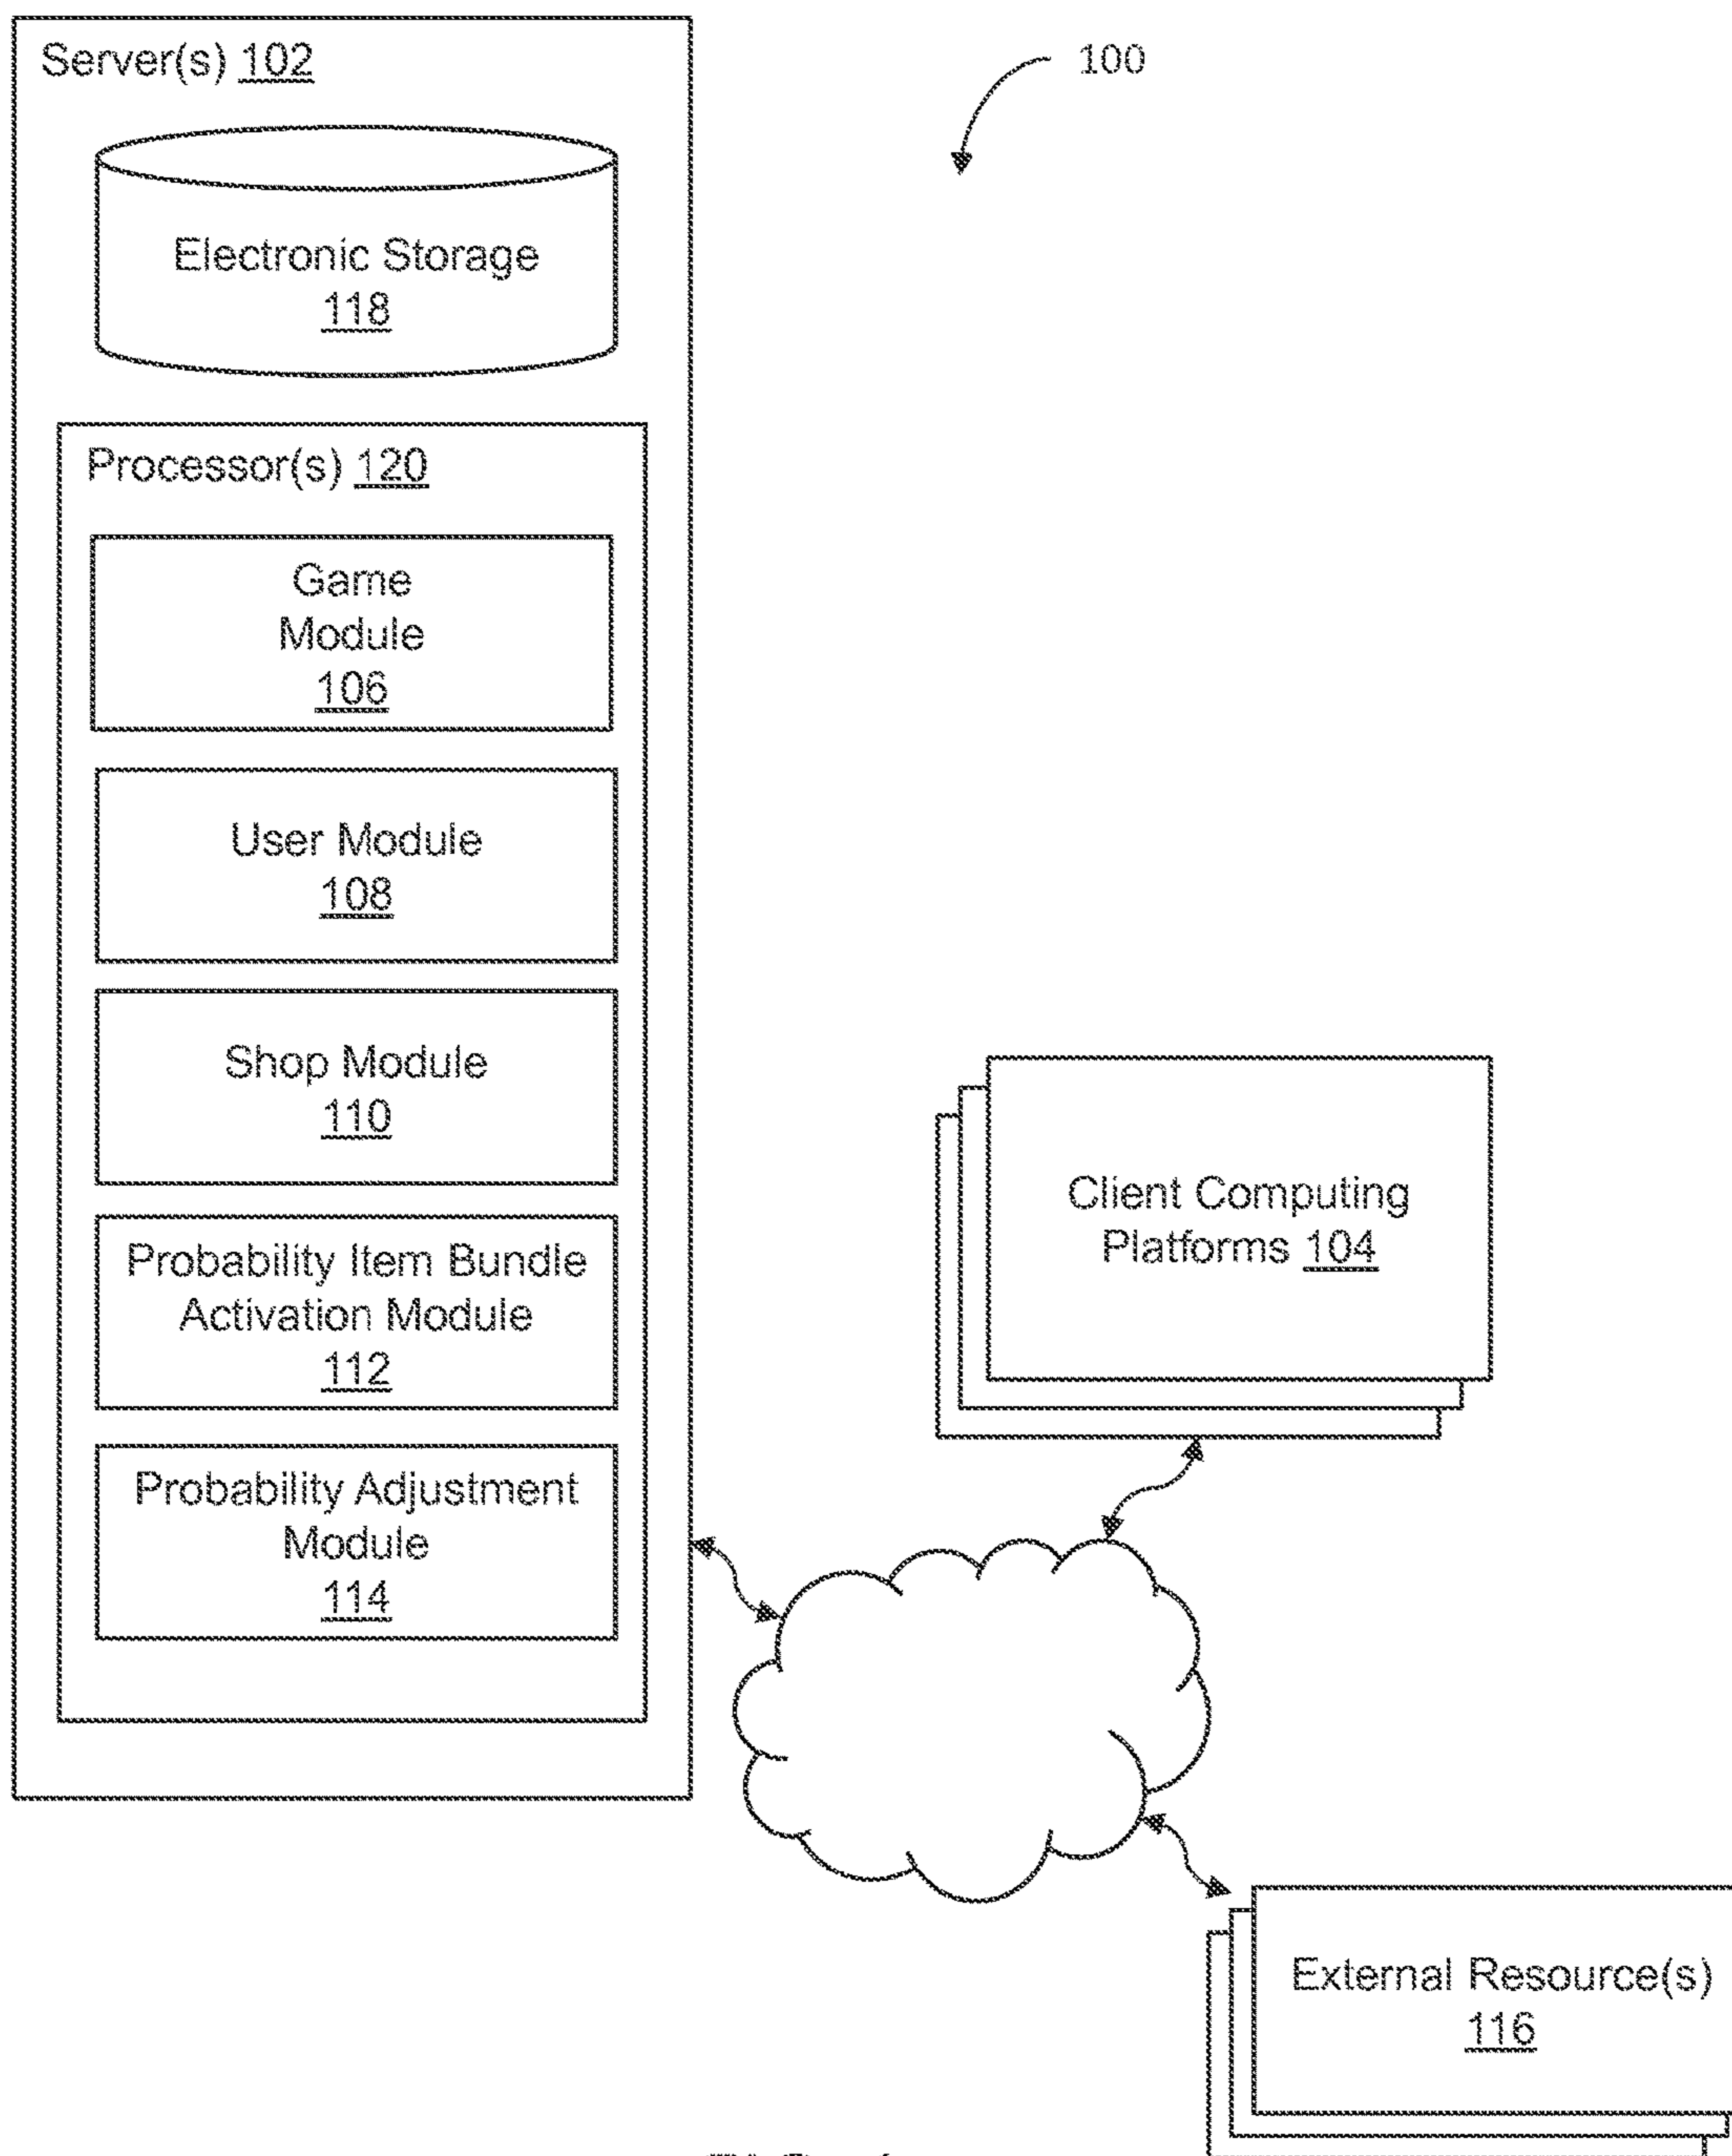 Server(s) 102
100
Electronic Storage
118
Processor(s) 120
Game
Module
106
User Module
108
Shop Module
110
Probability Item Bundle
Activation Module
112
Probability Adjustment
Module
114
Client Computing
Platforms 104
External Resource(s)
116